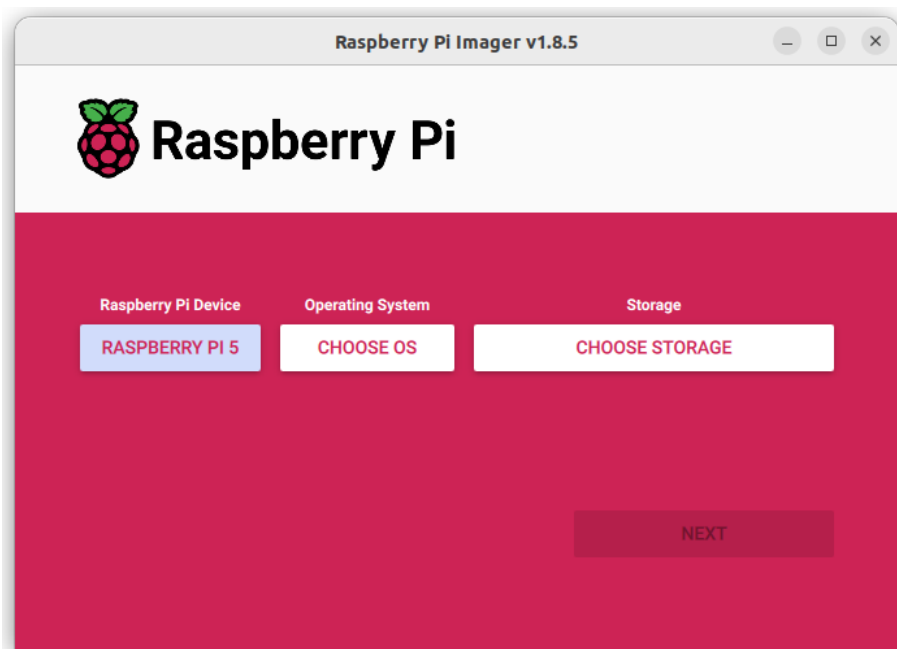 Raspberry Pi Imager v1.8.5
Raspberry Pi
Raspberry Pi Device
Operating System
Storage
RASPBERRY PI 5
CHOOSE OS
CHOOSE STORAGE
NEXT